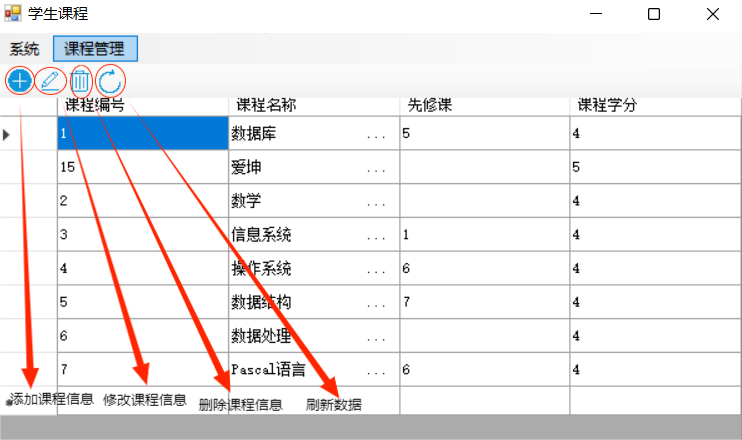 学生课程
系统 课程管理
课程编号 课程名称 先修课 课程学分
1 数据库 ... 5 4
15 爱坤 ... 5
2 数学 ... 4
3 信息系统 ... 1 4
4 操作系统 ... 6 4
5 数据结构 ... 7 4
6 数据处理 ... 4
7 Pascal语言 ... 6 4
添加课程信息 修改课程信息 删除课程信息 刷新数据